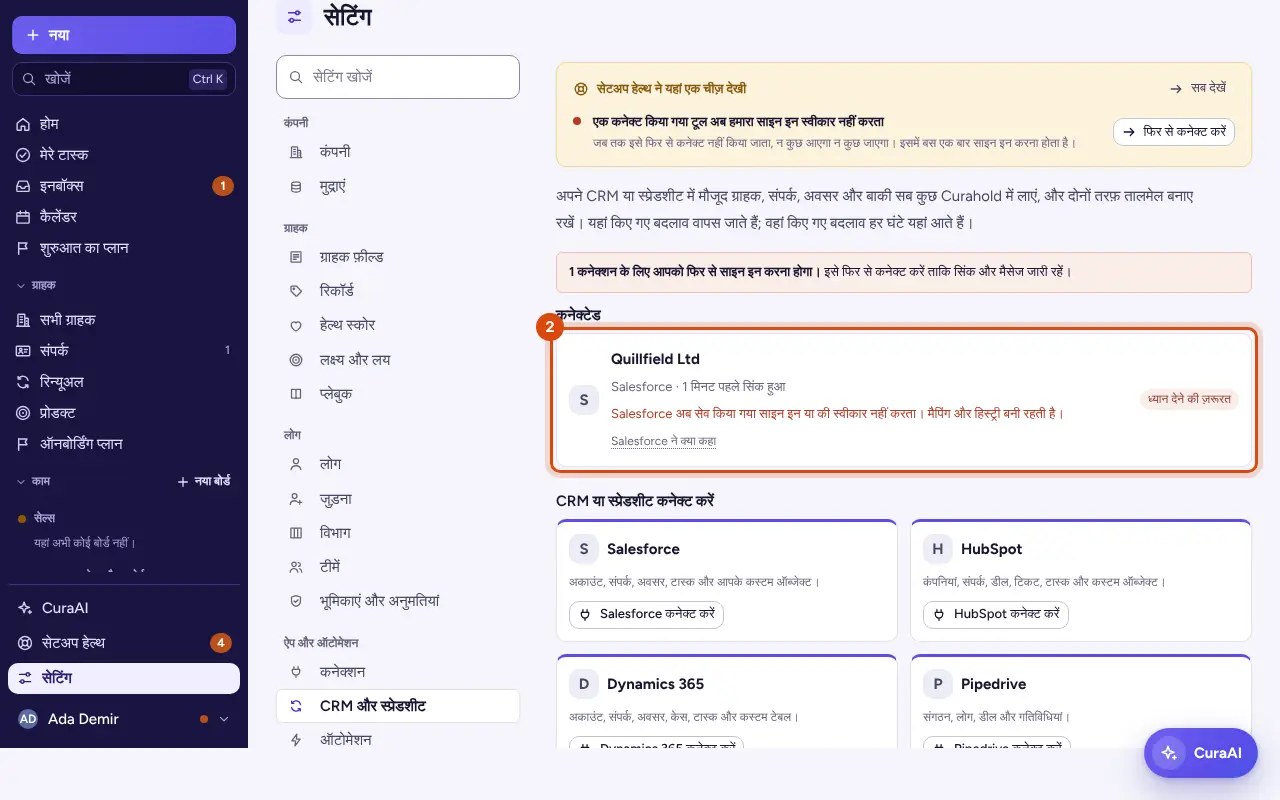 नया
खोजें
Ctrl K
होम
मेरे टास्क
इनबॉक्स
1
कैलेंडर
शुरुआत का प्लान
ग्राहक
सभी ग्राहक
संपर्क
1
रिन्यूअल
प्रोडक्ट
ऑनबोर्डिंग प्लान
काम
नया बोर्ड
सेल्स
यहां अभी कोई बोर्ड नहीं।
CuraAI
सेटअप हेल्थ
4
सेटिंग
AD
Ada Demir
सेटिंग
सेटिंग खोजें
कंपनी
कंपनी
मुद्राएं
ग्राहक
ग्राहक फ़ील्ड
रिकॉर्ड
हेल्थ स्कोर
लक्ष्य और लय
प्लेबुक
लोग
लोग
जुड़ना
विभाग
टीमें
भूमिकाएं और अनुमतियां
ऐप और ऑटोमेशन
कनेक्शन
CRM और स्प्रेडशीट
ऑटोमेशन
सेटअप हेल्थ ने यहां एक चीज़ देखी
सब देखें
एक कनेक्ट किया गया टूल अब हमारा साइन इन स्वीकार नहीं करता
जब तक इसे फिर से कनेक्ट नहीं किया जाता, न कुछ आएगा न कुछ जाएगा। इसमें बस एक बार साइन इन करना होता है।
फिर से कनेक्ट करें
अपने CRM या स्प्रेडशीट में मौजूद ग्राहक, संपर्क, अवसर और बाकी सब कुछ Curahold में लाएं, और दोनों तरफ़ तालमेल बनाए
रखें। यहां किए गए बदलाव वापस जाते हैं; वहां किए गए बदलाव हर घंटे यहां आते हैं।
1 कनेक्शन के लिए आपको फिर से साइन इन करना होगा। इसे फिर से कनेक्ट करें ताकि सिंक और मैसेज जारी रहें।
कनेक्टेड
2
S
Quillfield Ltd
Salesforce · 1 मिनट पहले सिंक हुआ
Salesforce अब सेव किया गया साइन इन या की स्वीकार नहीं करता। मैपिंग और हिस्ट्री बनी रहती है।
Salesforce ने क्या कहा
ध्यान देने की ज़रूरत
CRM या स्प्रेडशीट कनेक्ट करें
S
Salesforce
अकाउंट, संपर्क, अवसर, टास्क और आपके कस्टम ऑब्जेक्ट।
Salesforce कनेक्ट करें
H
HubSpot
कंपनियां, संपर्क, डील, टिकट, टास्क और कस्टम ऑब्जेक्ट।
HubSpot कनेक्ट करें
D
Dynamics 365
अकाउंट, संपर्क, अवसर, केस, टास्क और कस्टम टेबल।
Dynamics 365 कनेक्ट करें
P
Pipedrive
संगठन, लोग, डील और गतिविधियां।
Pipedrive कनेक्ट करें
CuraAI